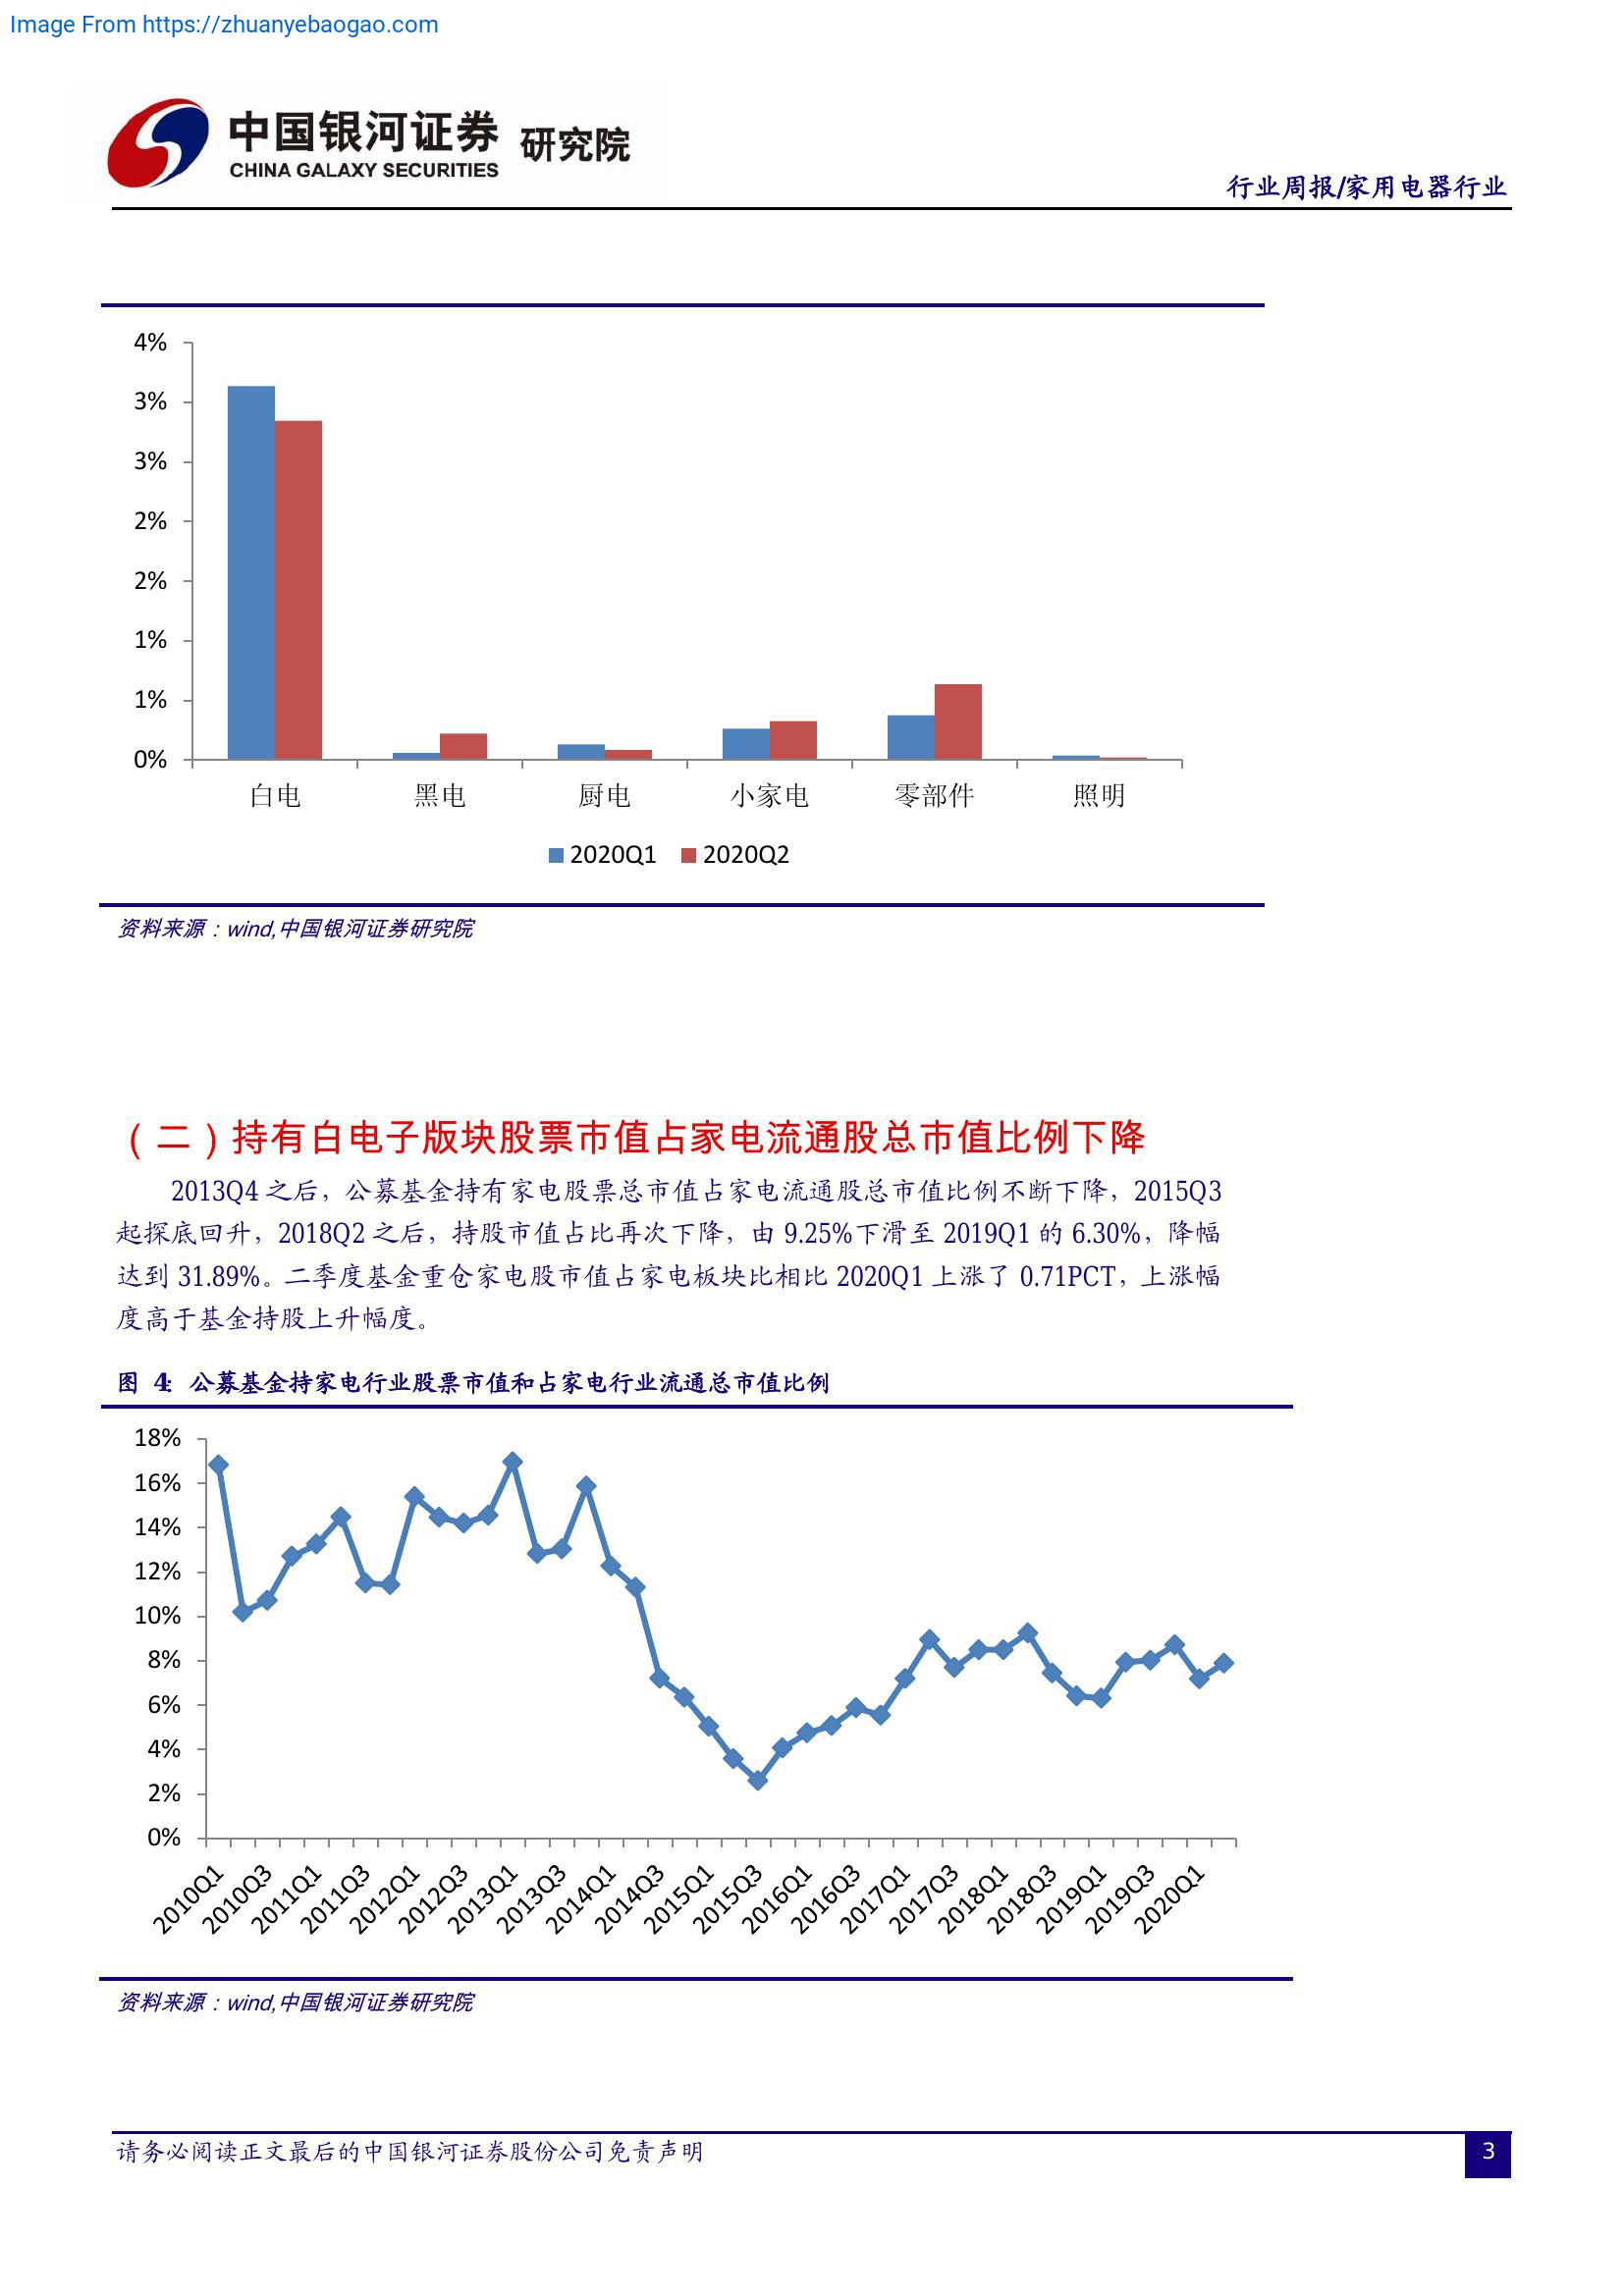 Image From https://zhuanyebaogao.com
中国银河证券 研究院
CHINA GALAXY SECURITIES
行业周报/家用电器行业
4%
3%
3%
2%
2%
1%
1%
0%
白电 黑电 厨电 小家电 零部件 照明
2020Q1 2020Q2
资料来源：wind,中国银河证券研究院
（二）持有白电子版块股票市值占家电流通股总市值比例下降
2013Q4 之后，公募基金持有家电股票总市值占家电流通股总市值比例不断下降，2015Q3
起探底回升，2018Q2 之后，持股市值占比再次下降，由 9.25%下滑至 2019Q1 的 6.30%，降幅
达到 31.89%。二季度基金重仓家电股市值占家电板块比相比 2020Q1 上涨了 0.71PCT，上涨幅
度高于基金持股上升幅度。
图 4：公募基金持家电行业股票市值和占家电行业流通总市值比例
18%
16%
14%
12%
10%
8%
6%
4%
2%
0%
2010Q1 2010Q3 2011Q1 2011Q3 2012Q1 2012Q3 2013Q1 2013Q3 2014Q1 2014Q3 2015Q1 2015Q3 2016Q1 2016Q3 2017Q1 2017Q3 2018Q1 2018Q3 2019Q1 2019Q3 2020Q1
资料来源：wind,中国银河证券研究院
请务必阅读正文最后的中国银河证券股份公司免责声明
3